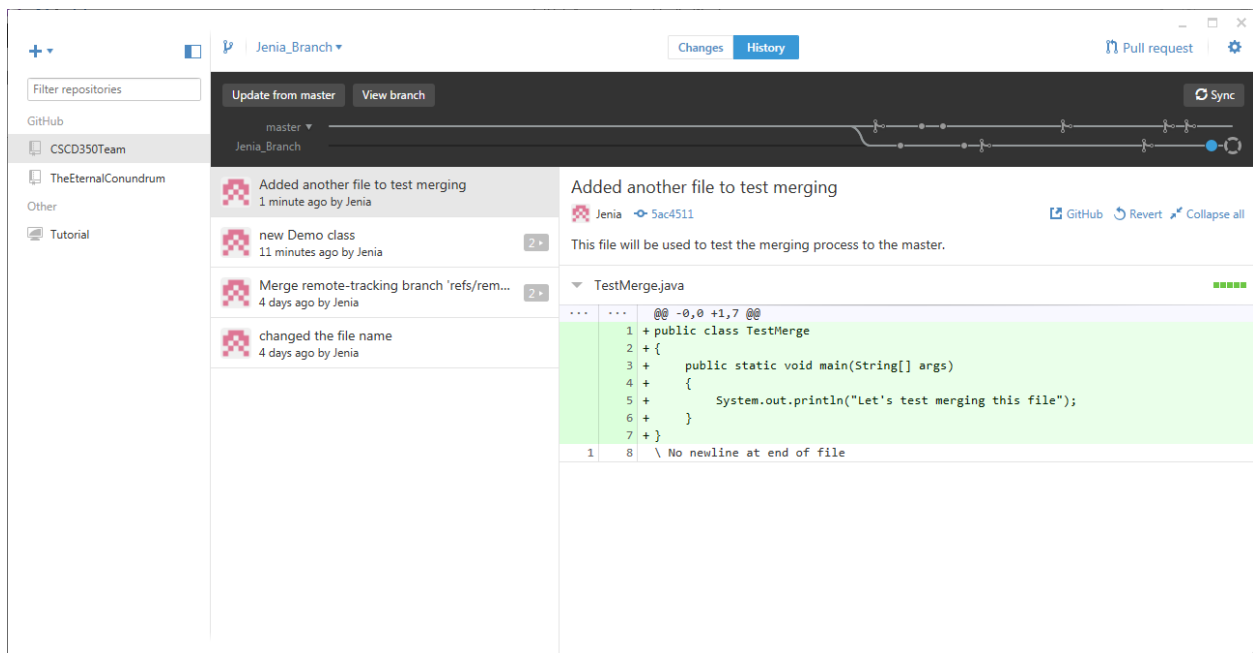 Jenia_Branch
Changes
History
Pull request
Filter repositories
GitHub
CSCD350Team
TheEternalConundrum
Other
Tutorial
Update from master
View branch
Sync
master
Jenia_Branch
Added another file to test merging
1 minute ago by Jenia
new Demo class
11 minutes ago by Jenia
2
Merge remote-tracking branch 'refs/rem...
4 days ago by Jenia
2
changed the file name
4 days ago by Jenia
Added another file to test merging
Jenia 5ac4511
GitHub Revert Collapse all
This file will be used to test the merging process to the master.
TestMerge.java
... ... @@ -0,0 +1,7 @@
1 + public class TestMerge
2 + {
3 +     public static void main(String[] args)
4 +     {
5 +         System.out.println("Let's test merging this file");
6 +     }
7 + }
1 8 \ No newline at end of file